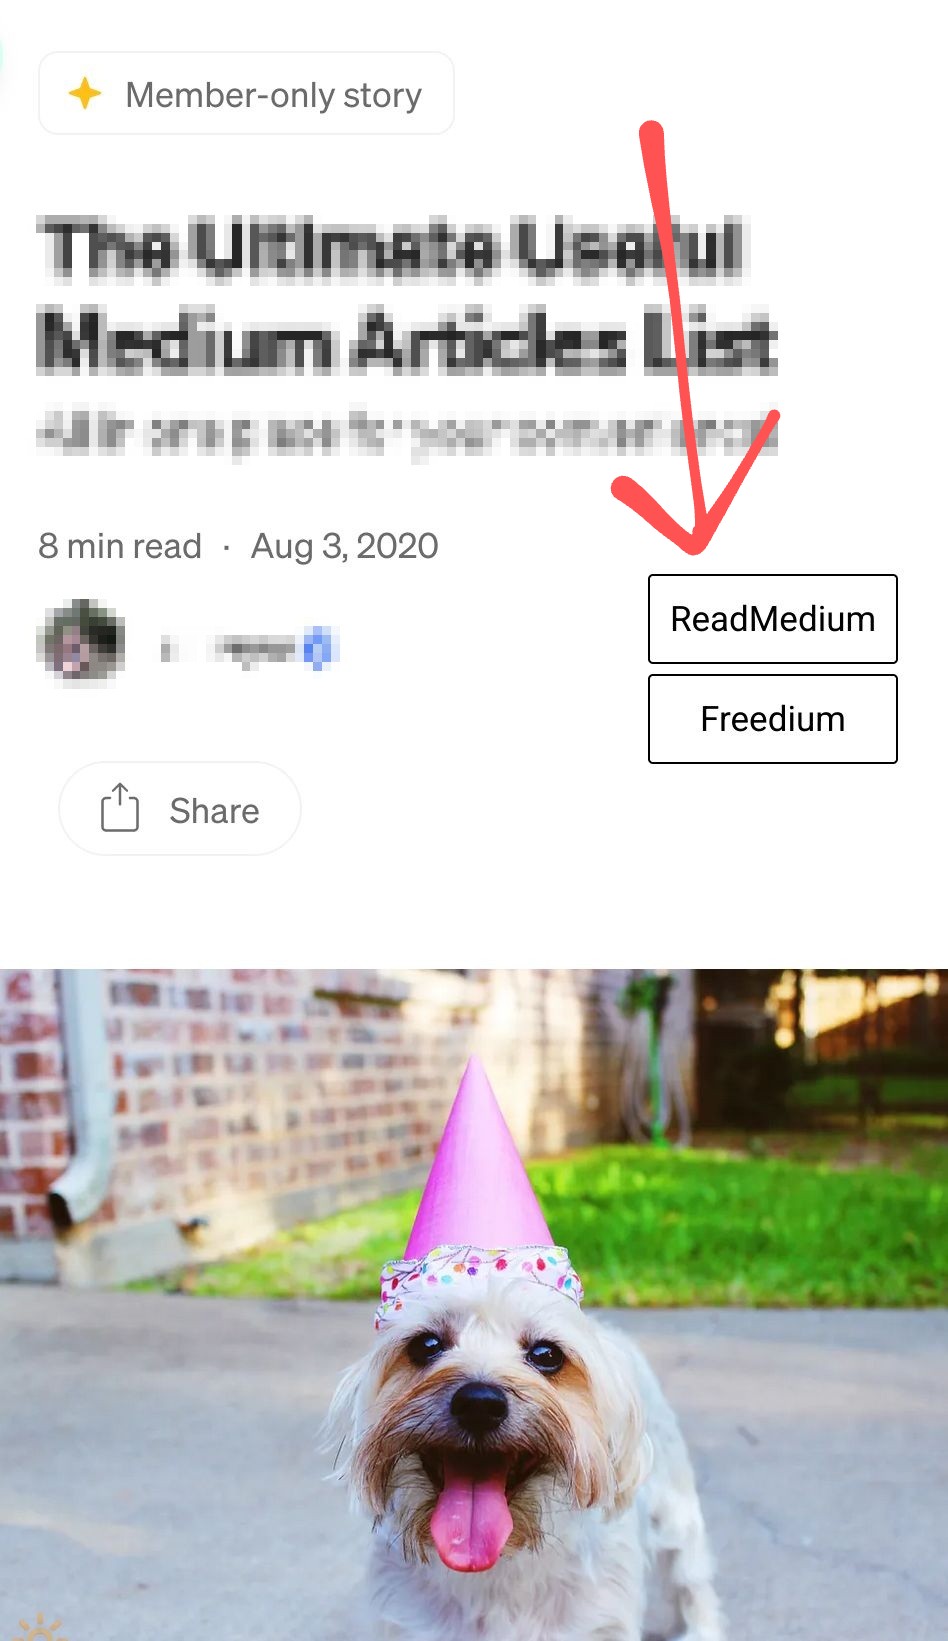 Member-only story
The Ultimate Useful
Medium Articles List
8 min read · Aug 3, 2020
ReadMedium
Freedium
Share